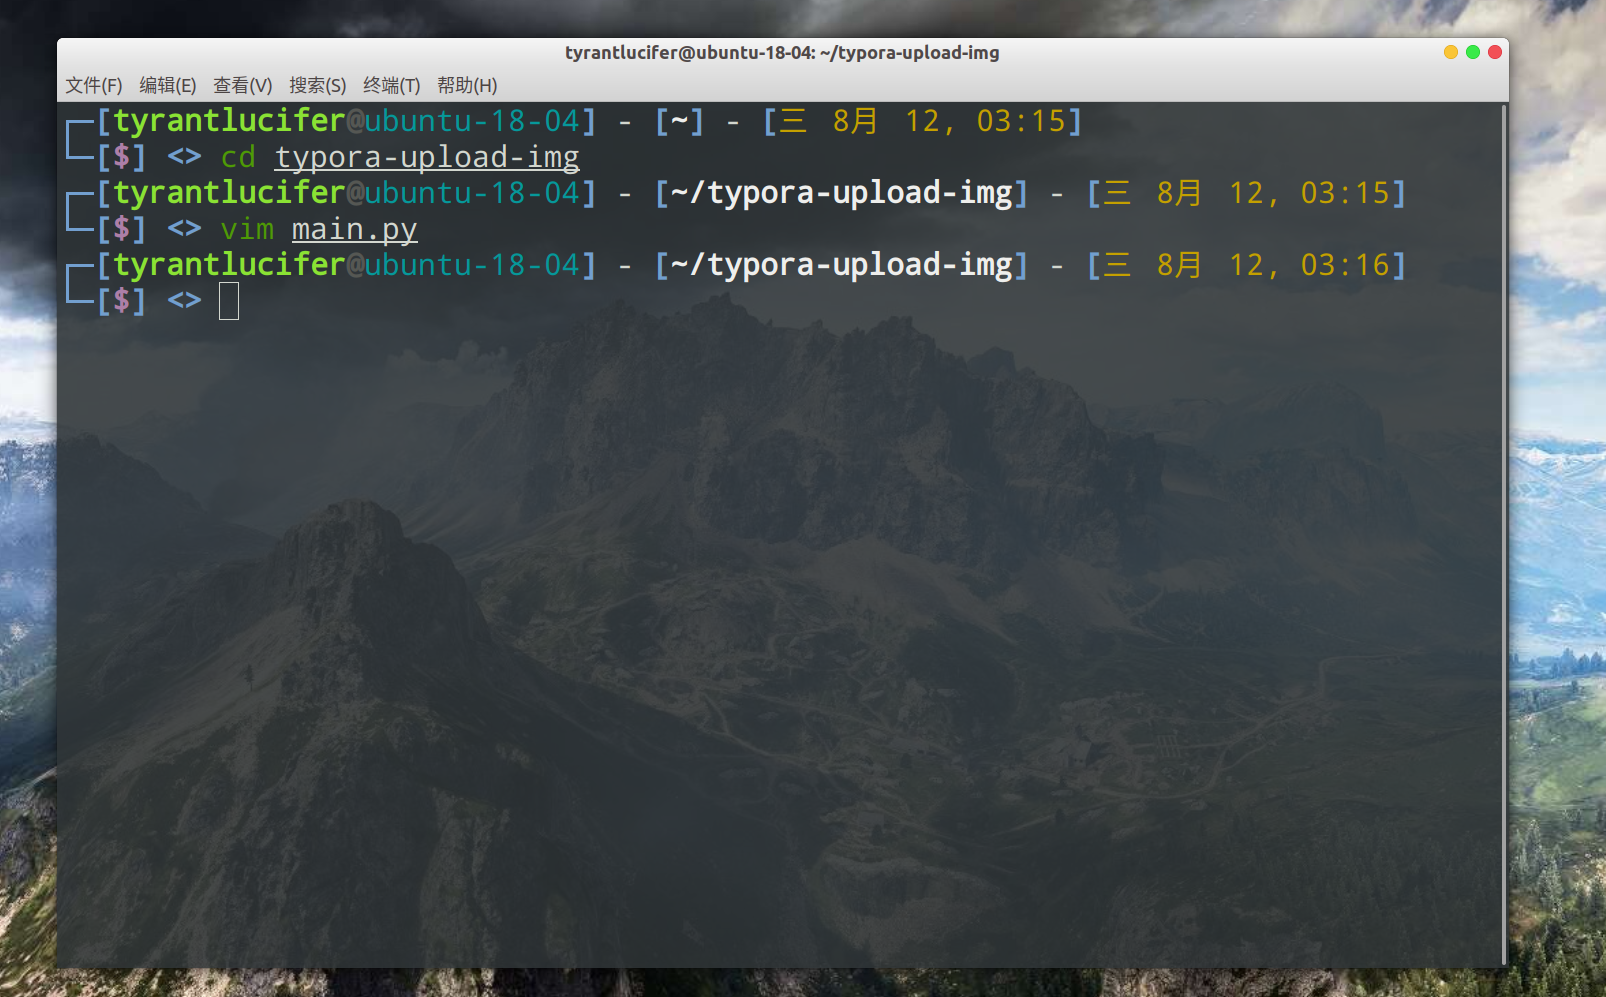 tyrantlucifer@ubuntu-18-04: ~/typora-upload-img
文件(F) 编辑(E) 查看(V) 搜索(S) 终端(T) 帮助(H)
┌─[tyrantlucifer@ubuntu-18-04] - [~] - [三 8月 12, 03:15]
└─[$] <> cd typora-upload-img
┌─[tyrantlucifer@ubuntu-18-04] - [~/typora-upload-img] - [三 8月 12, 03:15]
└─[$] <> vim main.py
┌─[tyrantlucifer@ubuntu-18-04] - [~/typora-upload-img] - [三 8月 12, 03:16]
└─[$] <>